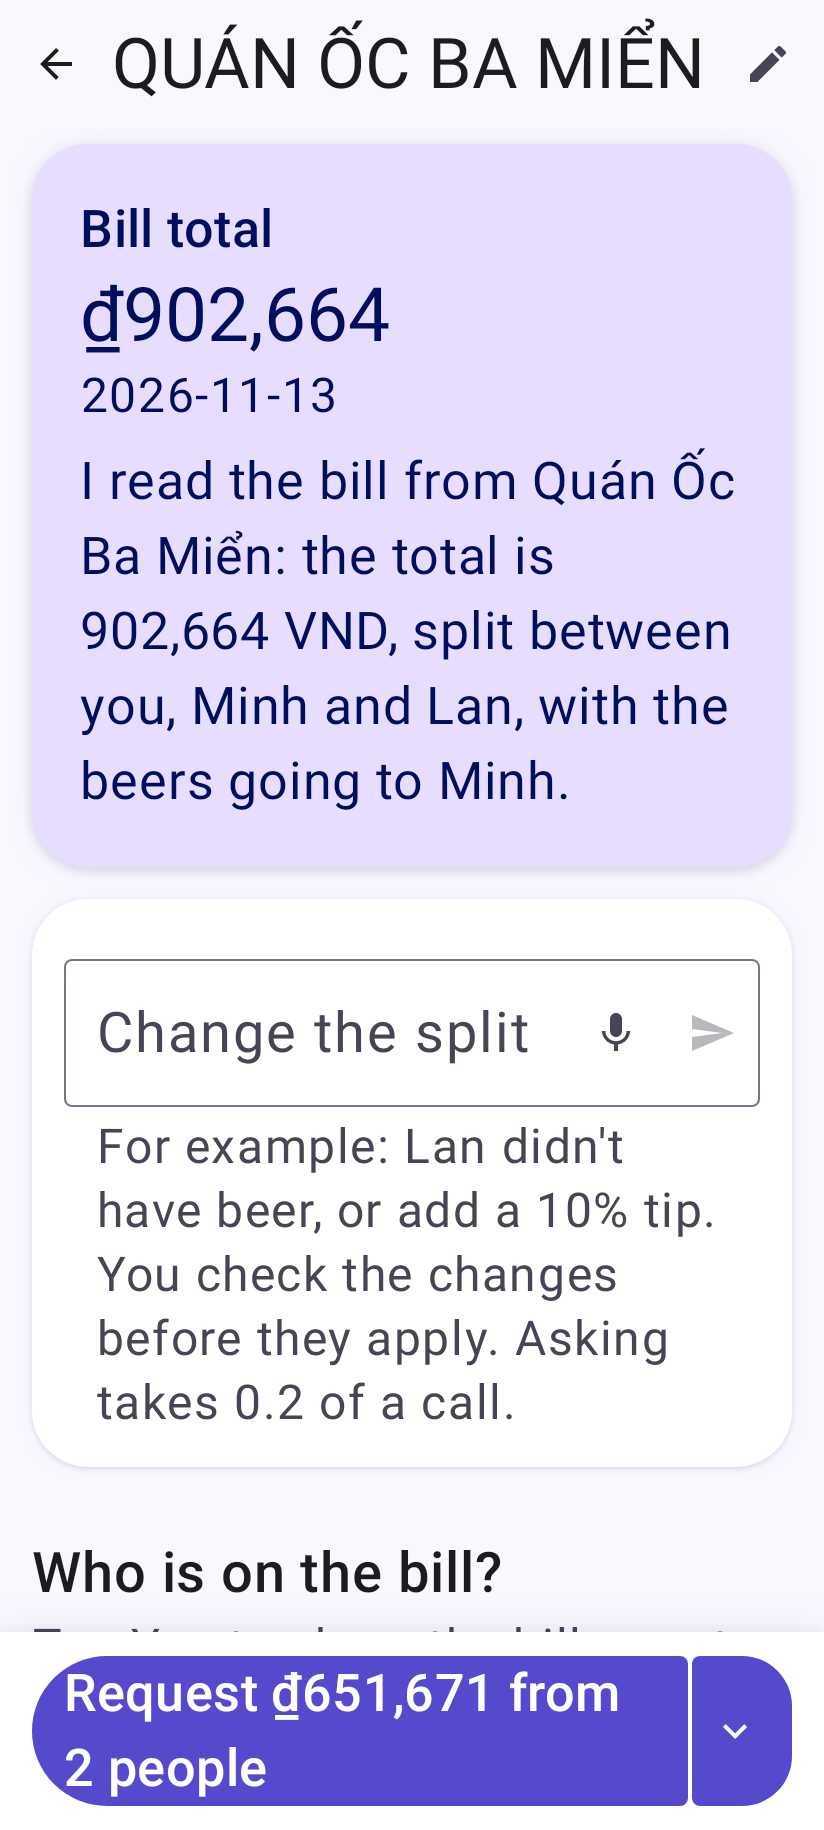 QUÁN ỐC BA MIỂN
Bill total
₫902,664
2026-11-13
I read the bill from Quán Ốc
Ba Miển: the total is
902,664 VND, split between
you, Minh and Lan, with the
beers going to Minh.
Change the split
For example: Lan didn't
have beer, or add a 10% tip.
You check the changes
before they apply. Asking
takes 0.2 of a call.
Who is on the bill?
Request ₫651,671 from
2 people